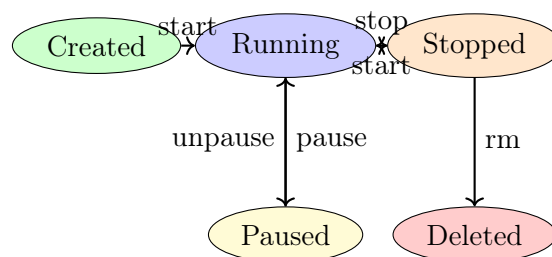 start
stop
Created
Running
Stopped
start
unpause
pause
rm
Paused
Deleted